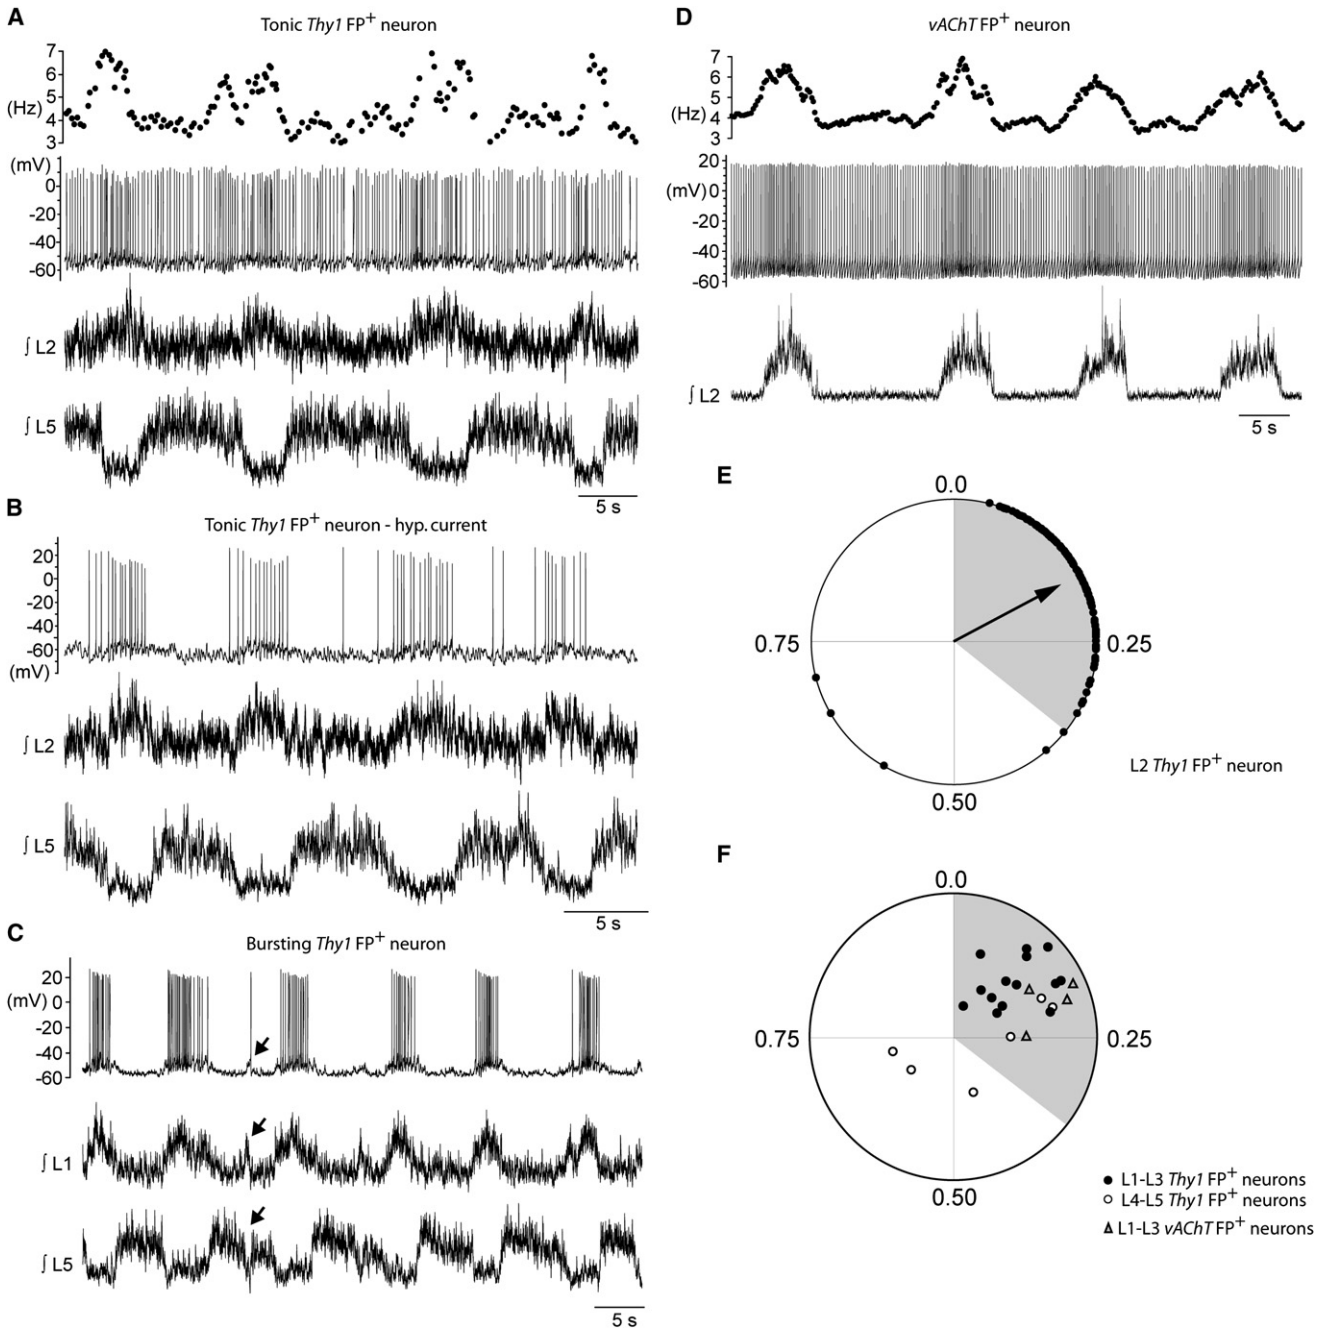 A
Tonic Thy1 FP+ neuron
7
6
(Hz) 5
4
3
(mV)
0
-20
-40
-60
∫ L2
∫ L5
5 s
B
Tonic Thy1 FP+ neuron - hyp. current
20
0
-20
-40
-60
(mV)
∫ L2
∫ L5
5 s
C
Bursting Thy1 FP+ neuron
20
(mV) 0
-20
-40
-60
∫ L1
∫ L5
5 s
D
vAChT FP+ neuron
7
6
5
(Hz) 4
3
20
(mV) 0
-20
-40
-60
∫ L2
5 s
E
0.0
0.75
0.25
0.50
L2 Thy1 FP+ neuron
F
0.0
0.75
0.25
0.50
L1-L3 Thy1 FP+ neurons
L4-L5 Thy1 FP+ neurons
L1-L3 vAChT FP+ neurons